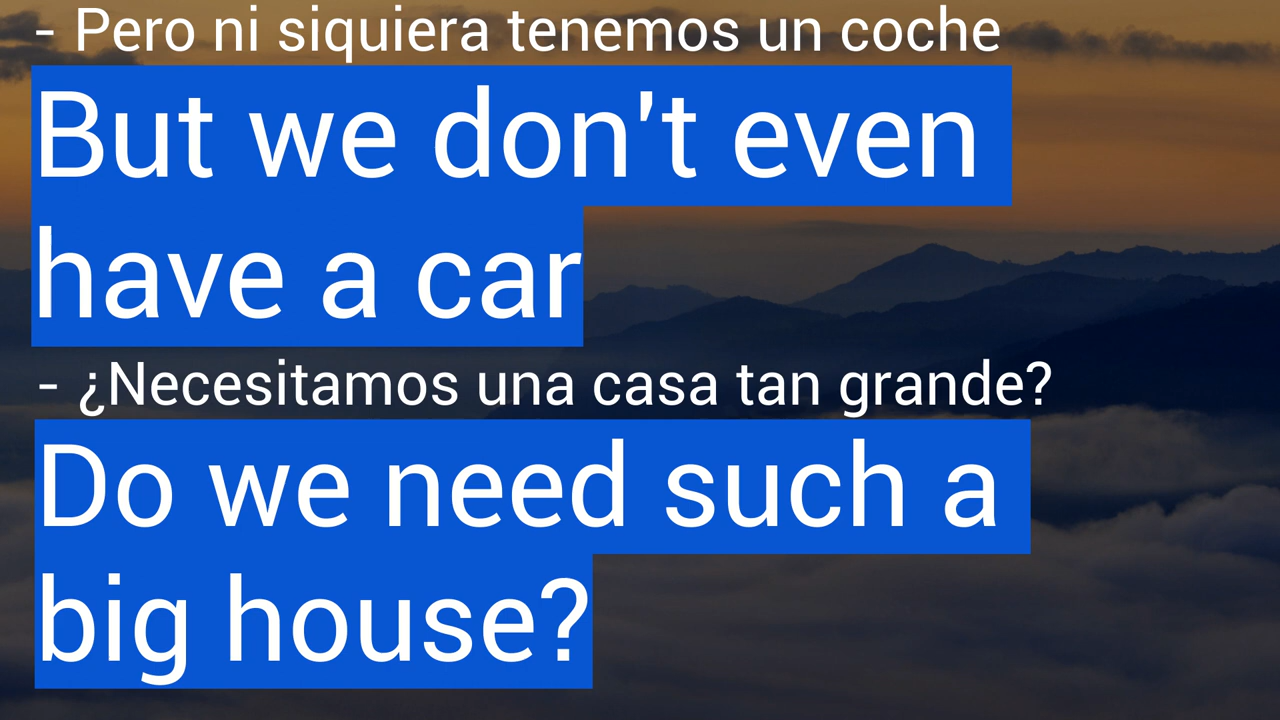 - Pero ni siquiera tenemos un coche
But we don't even
have a car
- ¿Necesitamos una casa tan grande?
Do we need such a
big house?